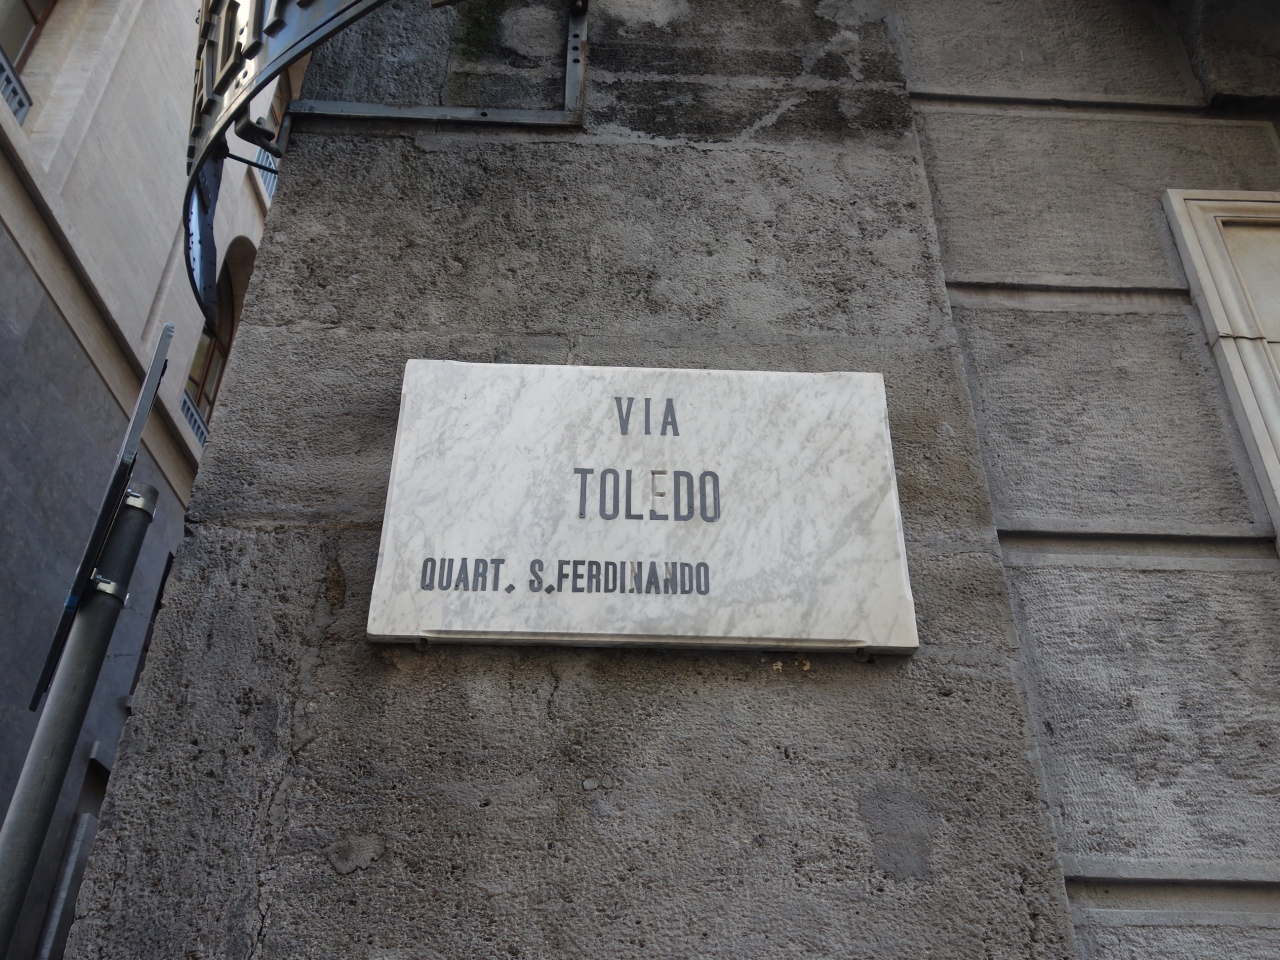 VIA
TOLEDO
QUART. S. FERDINANDO